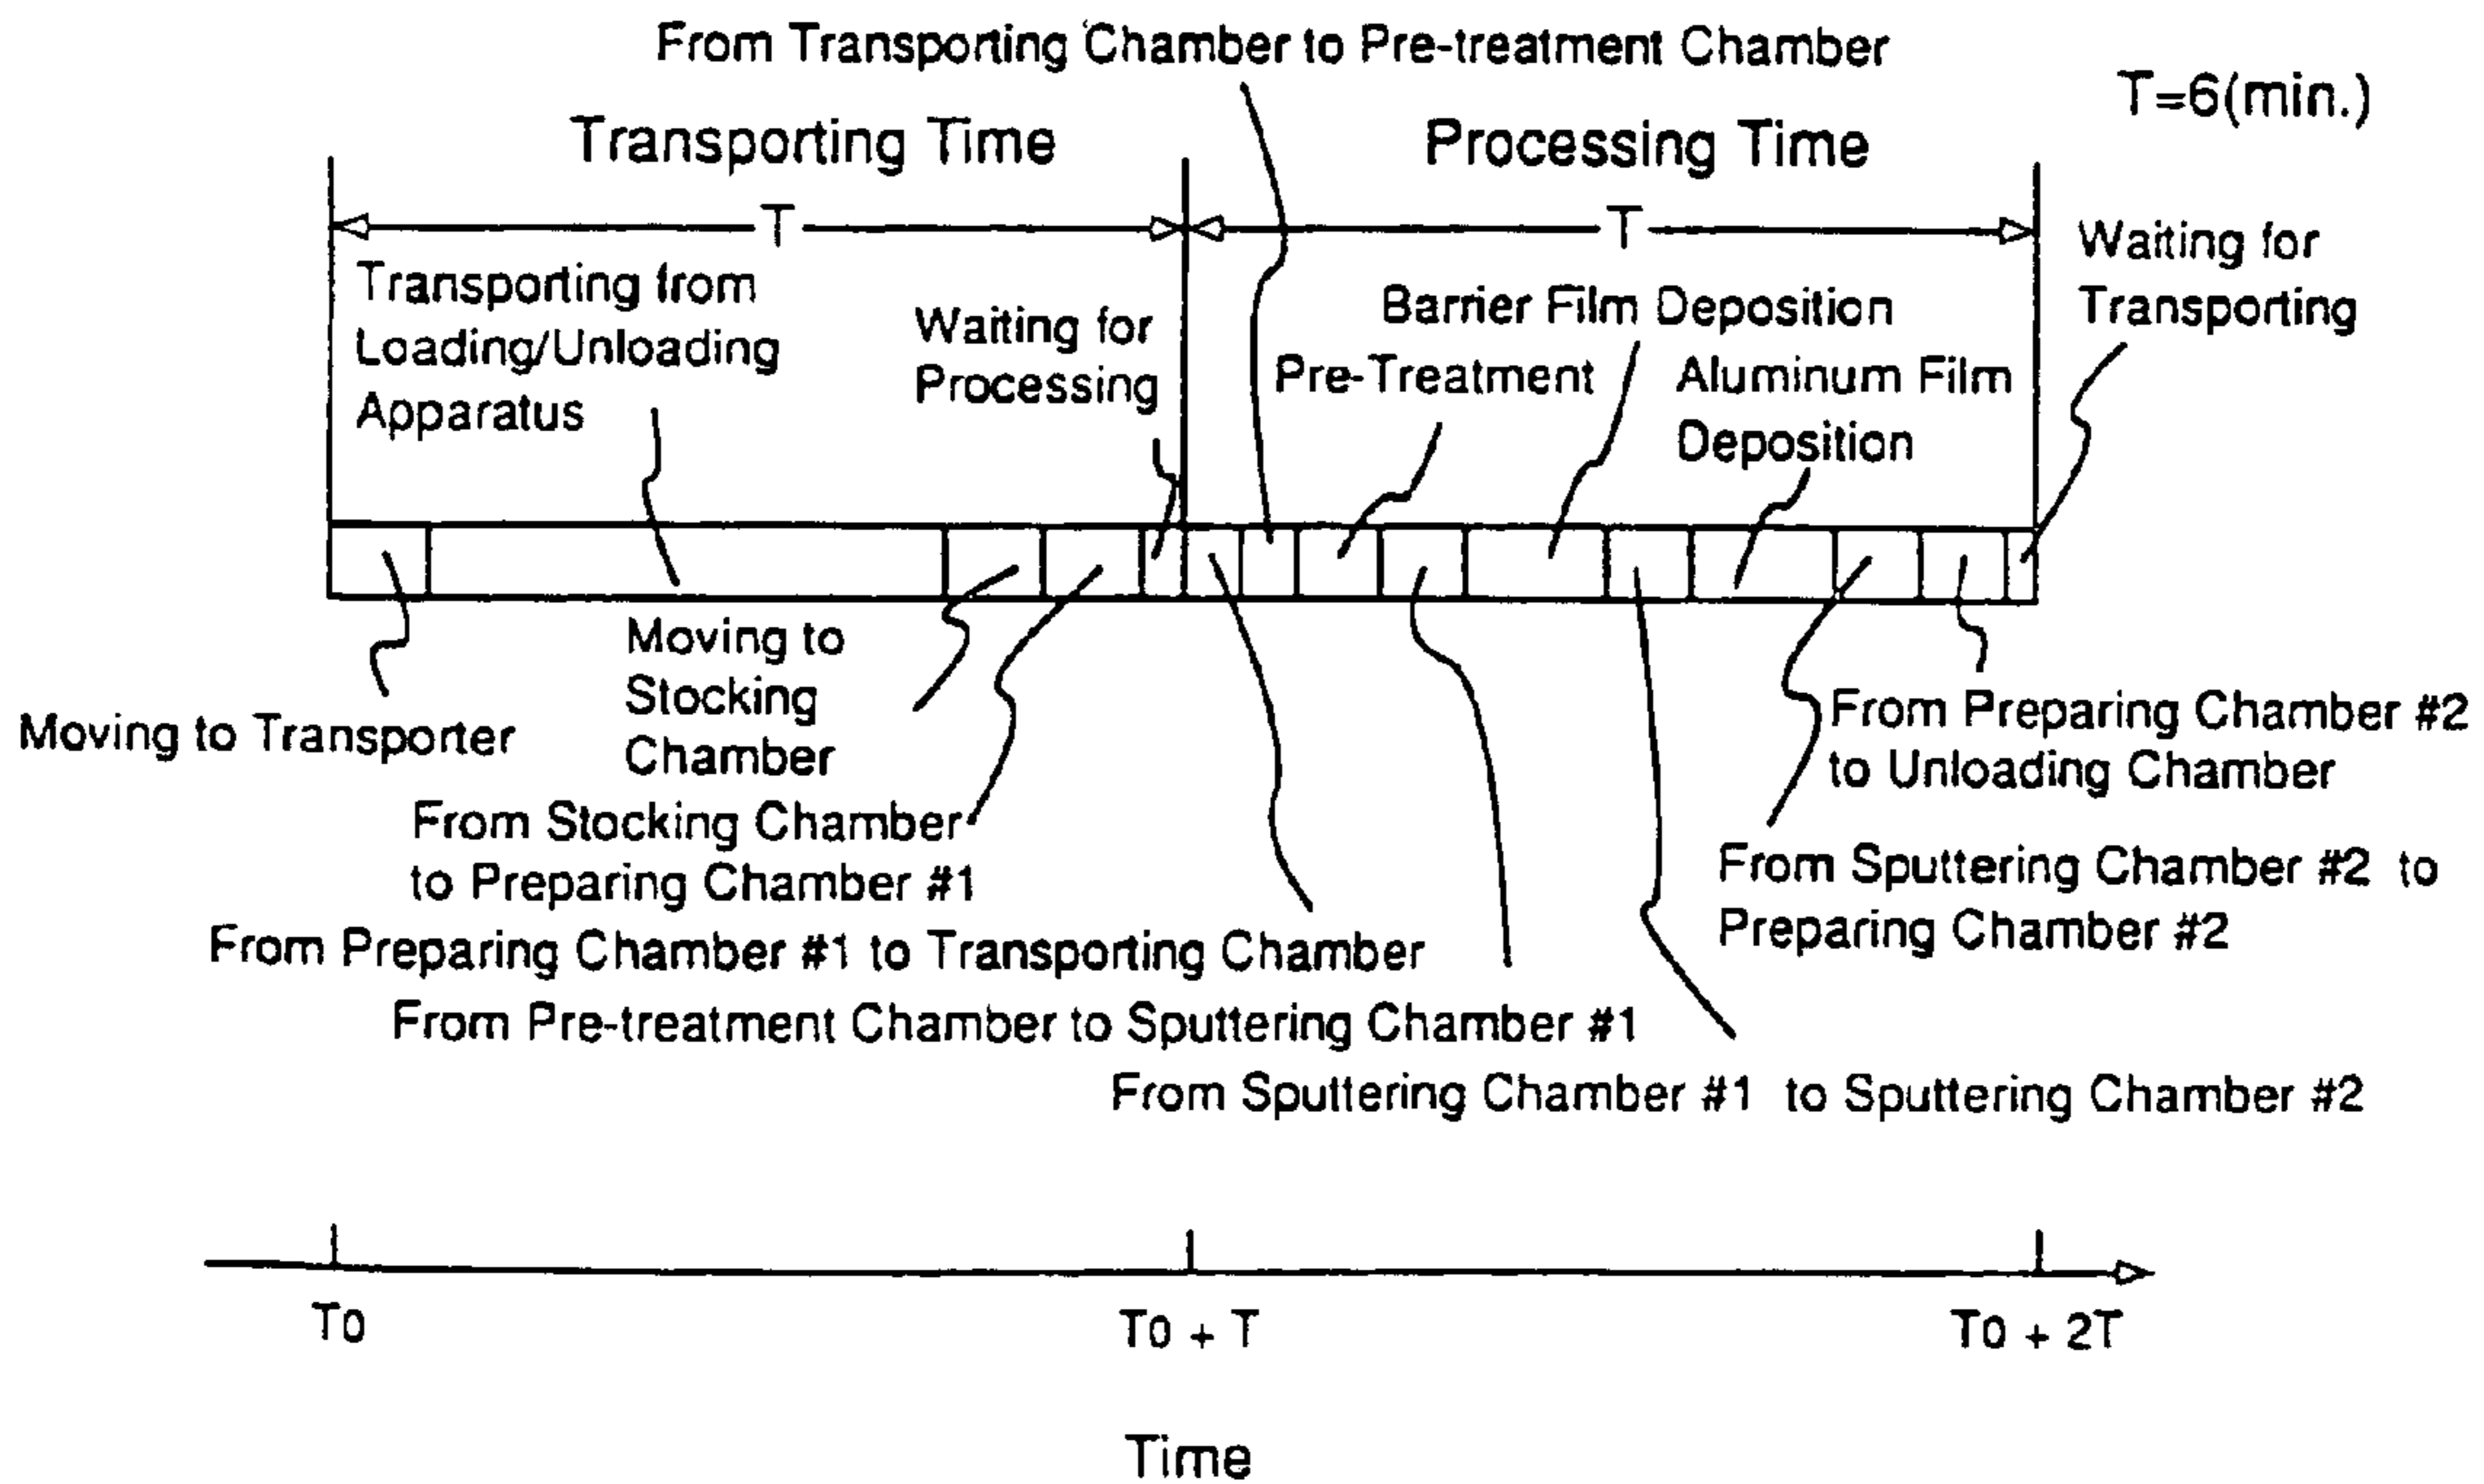 From Transporting Chamber to Pre-treatment Chamber
T=6(min.)
Transporting Time
Processing Time
T
T
Transporting from
Loading/Unloading
Apparatus
Waiting for
Processing
Barrier Film Deposition
Pre-Treatment
Aluminum Film
Deposition
Waiting for
Transporting
Moving to Transporter
Moving to
Stocking
Chamber
From Stocking Chamber
to Preparing Chamber #1
From Preparing Chamber #1 to Transporting Chamber
From Pre-treatment Chamber to Sputtering Chamber #1
From Sputtering Chamber #1 to Sputtering Chamber #2
From Preparing Chamber #2
to Unloading Chamber
From Sputtering Chamber #2 to
Preparing Chamber #2
To
To + T
To + 2T
Time